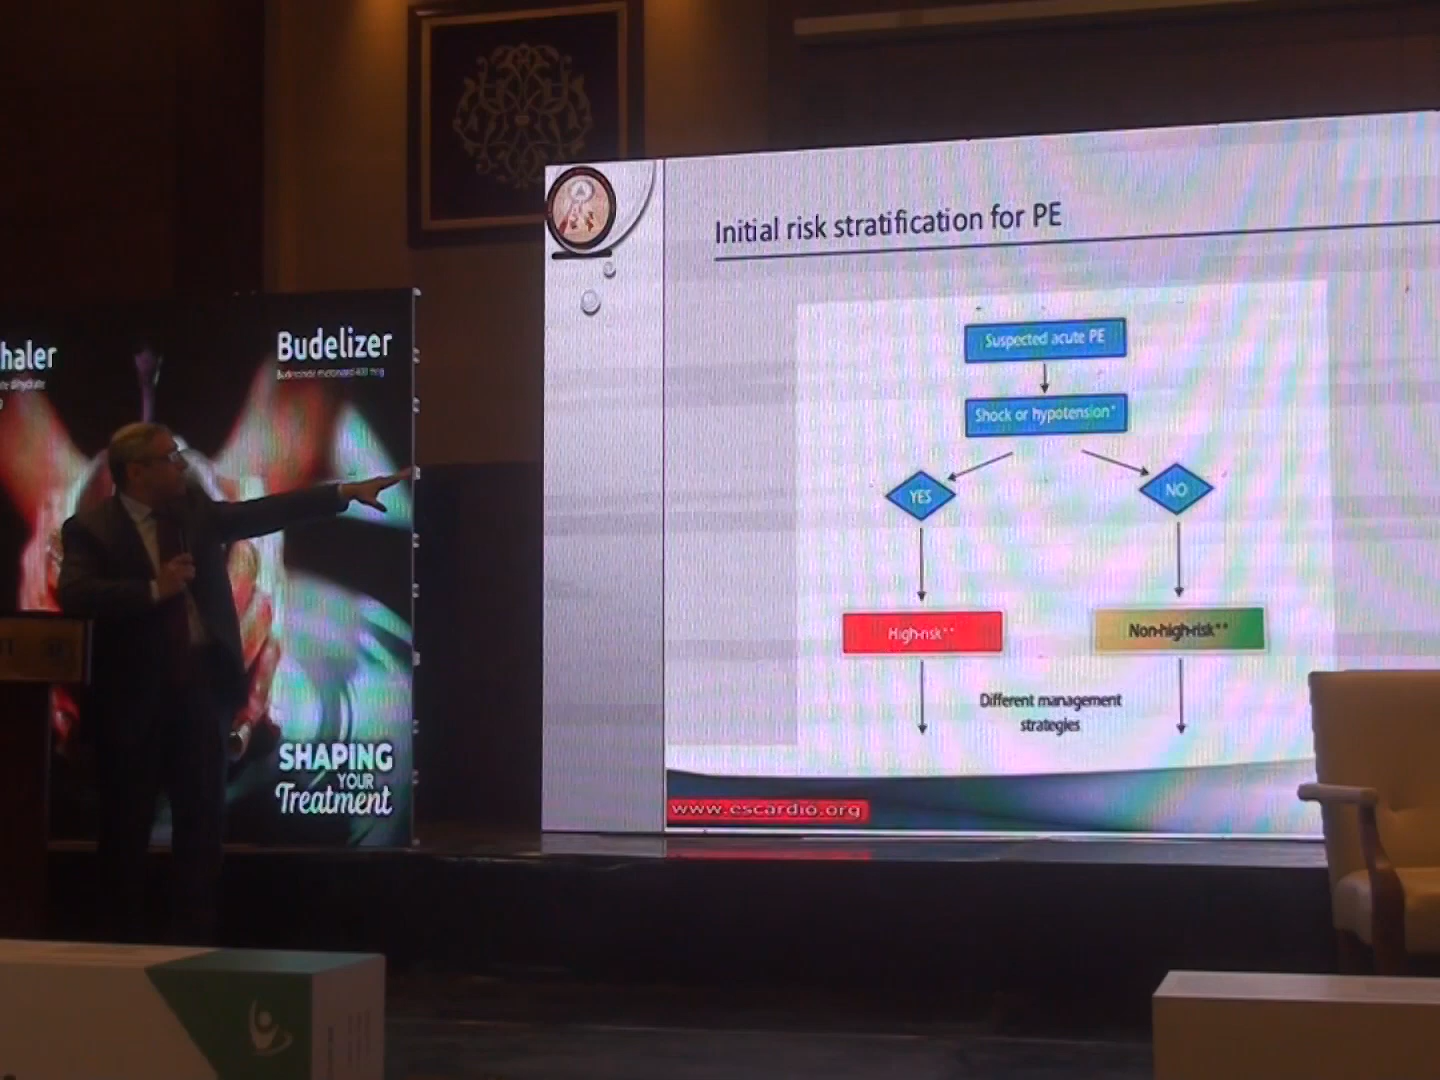 Initial risk stratification for PE
Suspected acute PE
Shock or hypotension*
YES
NO
High-risk**
Non-high-risk**
Different management
strategies
www.escardio.org
haler
Budelizer
SHAPING
YOUR
Treatment